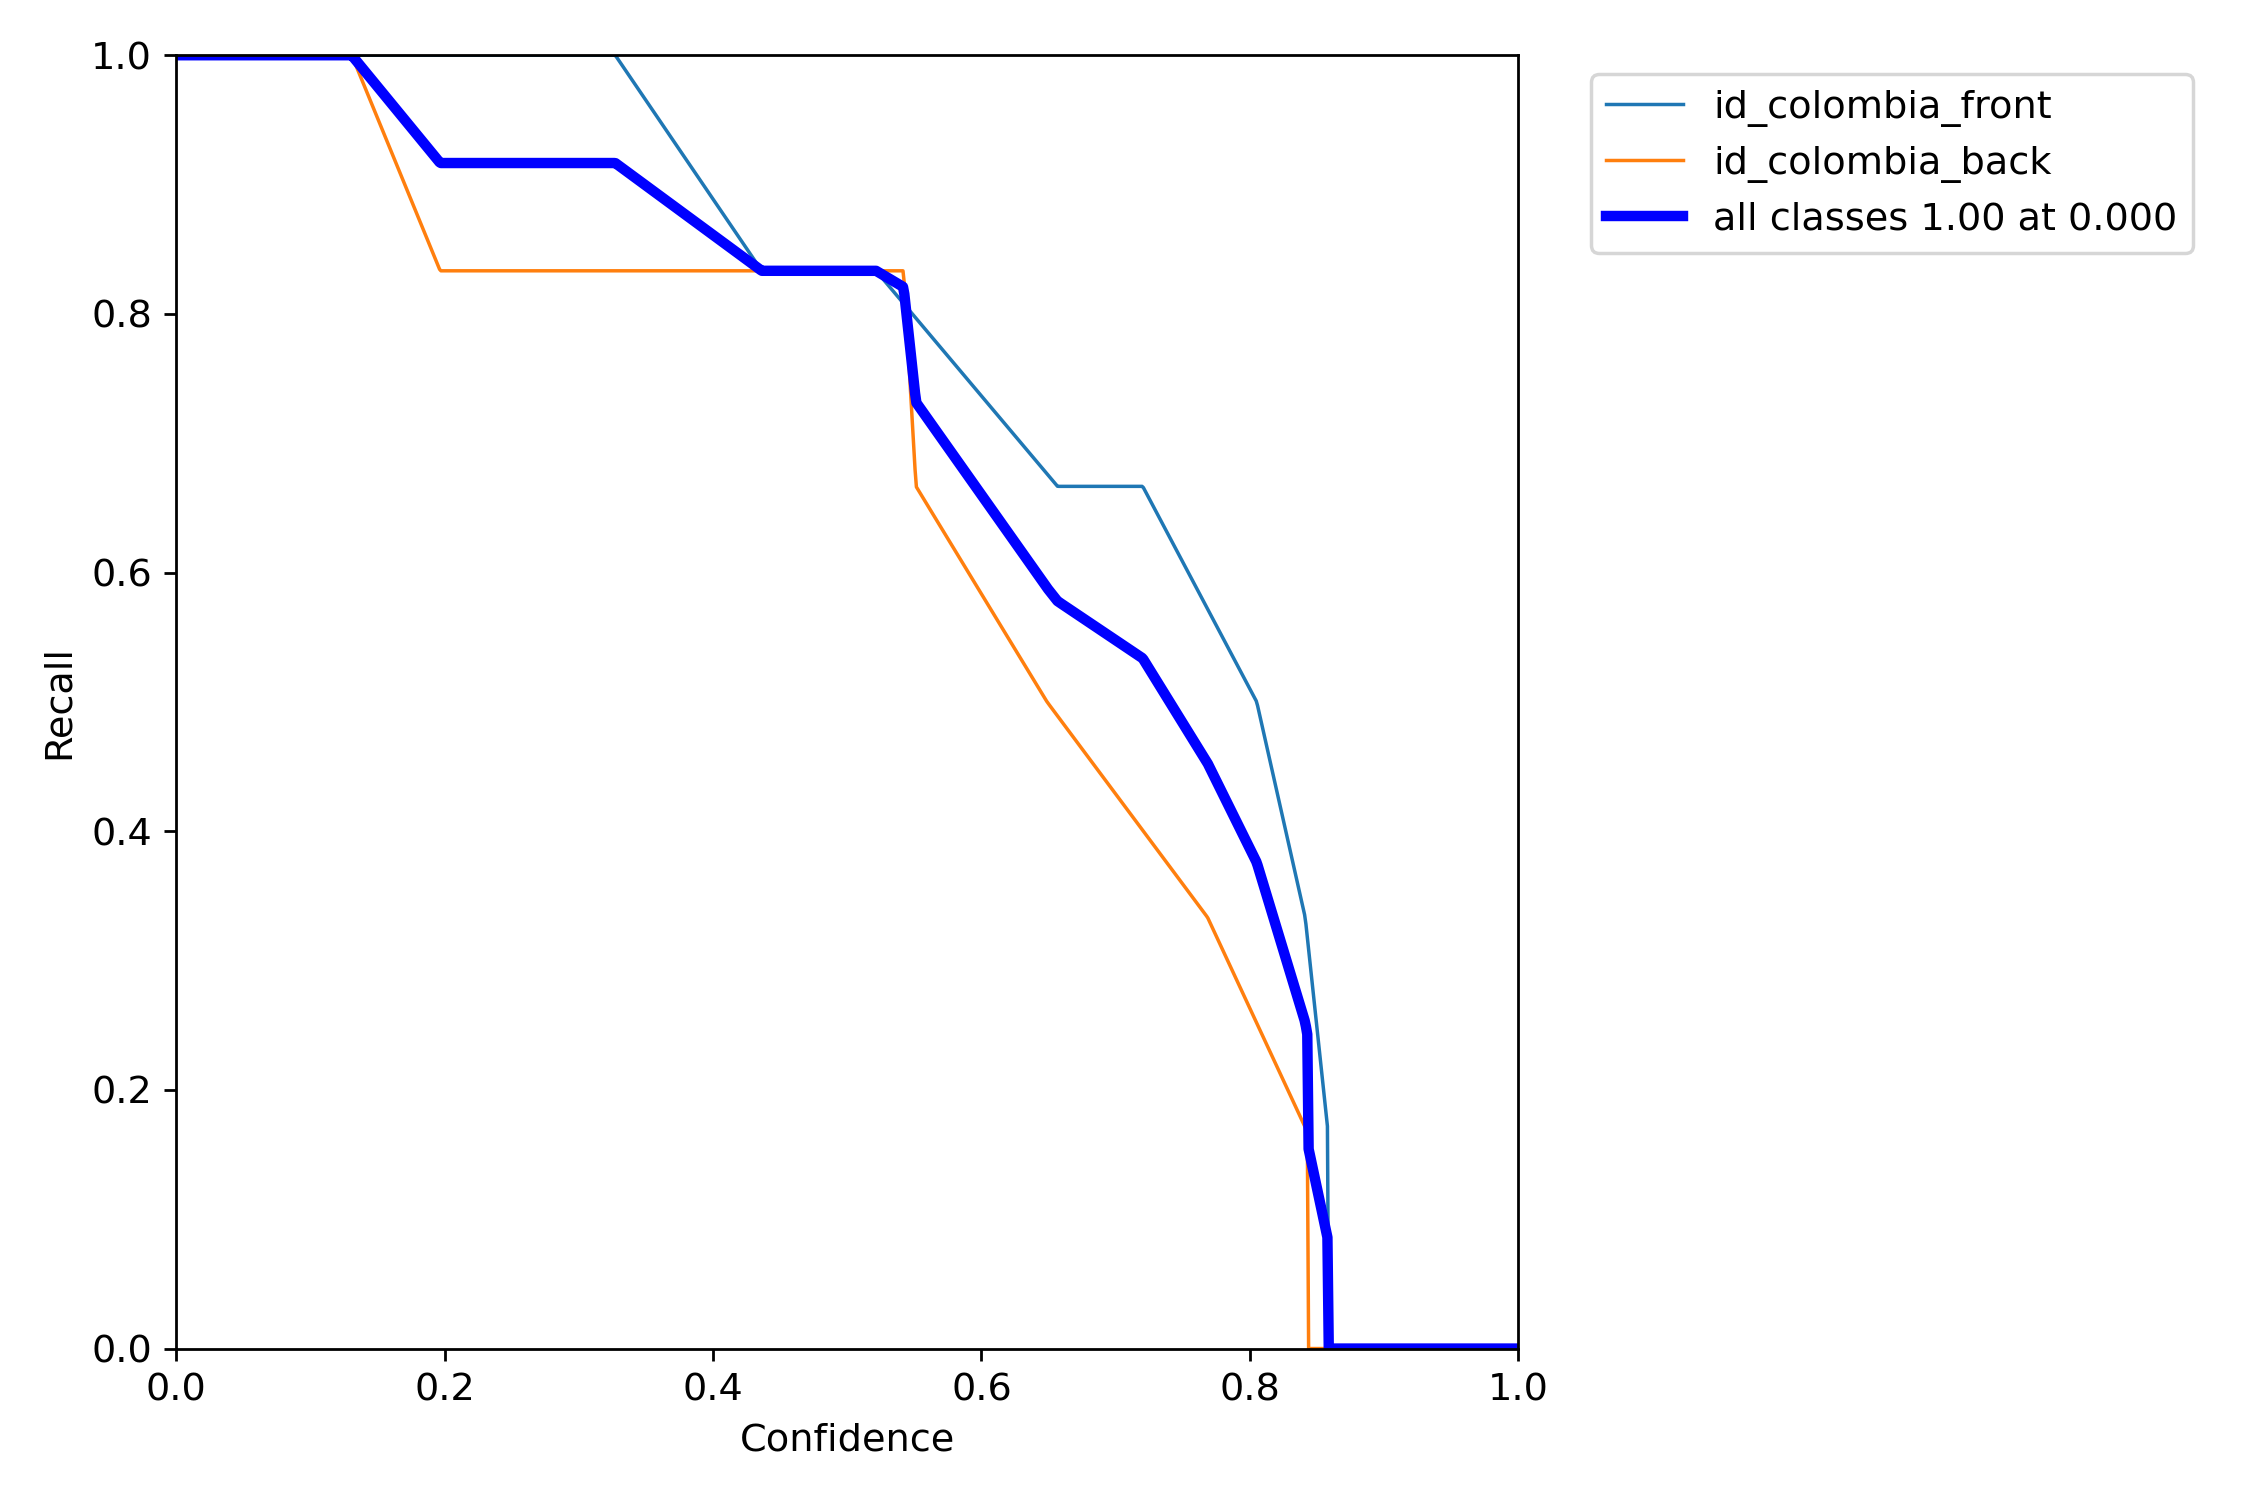 1.0
0.8
0.6
0.4
0.2
0.0
Recall
0.0 0.2 0.4 0.6 0.8 1.0
Confidence
id_colombia_front
id_colombia_back
all classes 1.00 at 0.000